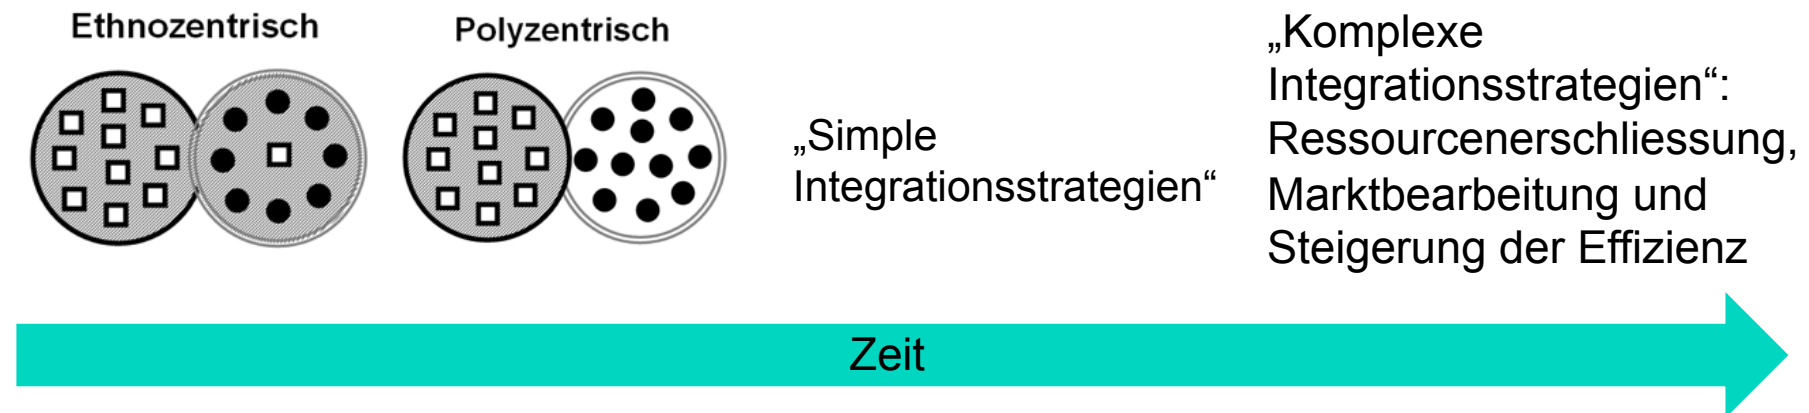 Ethnozentrisch
Polyzentrisch
„Simple
Integrationsstrategien“
„Komplexe
Integrationsstrategien“:
Ressourcenerschliessung,
Marktbearbeitung und
Steigerung der Effizienz
Zeit